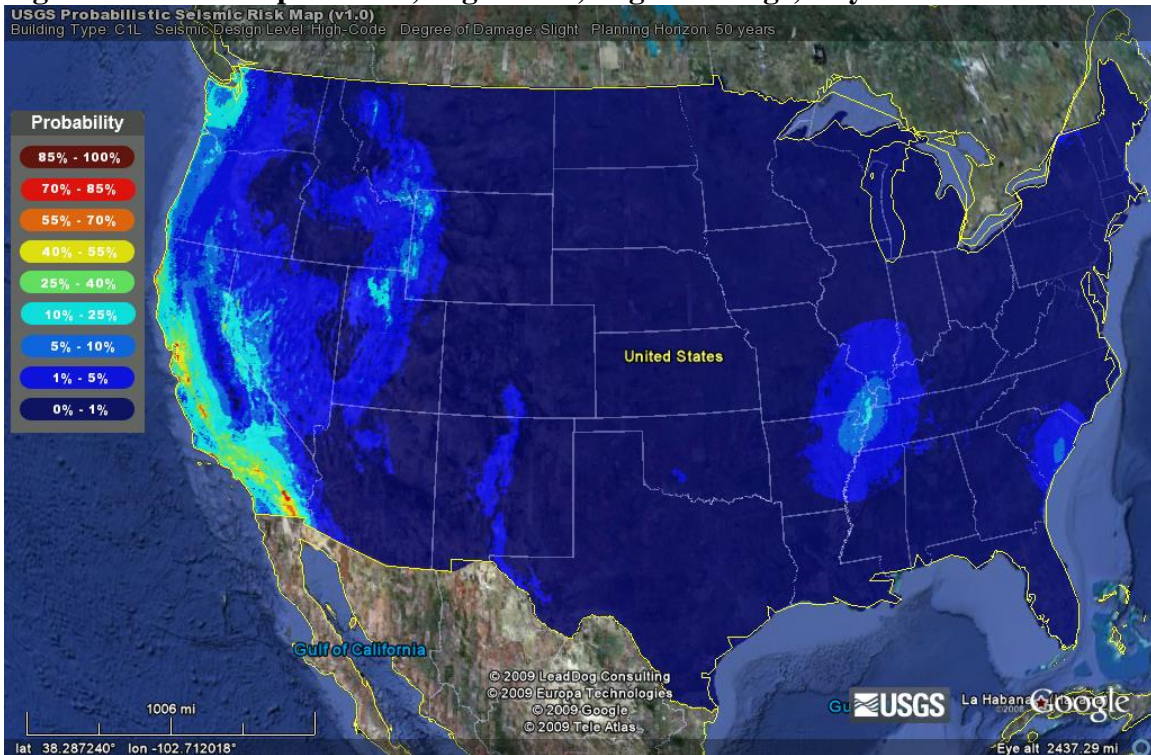 USGS Probabilistic Seismic Risk Map (v1.0)
Building Type: C1L Seismic Design Level: High-Code Degree of Damage: Slight Planning Horizon: 50 years
Probability
85% - 100%
70% - 85%
55% - 70%
40% - 55%
25% - 40%
10% - 25%
5% - 10%
1% - 5%
0% - 1%
United States
Gulf of California
© 2009 LeadDog Consulting
© 2009 Europa Technologies
© 2009 Google
© 2009 Tele Atlas
USGS
La Habana
Google
1006 mi
lat 38.287240° lon -102.712018°
Eye alt 2437.29 mi